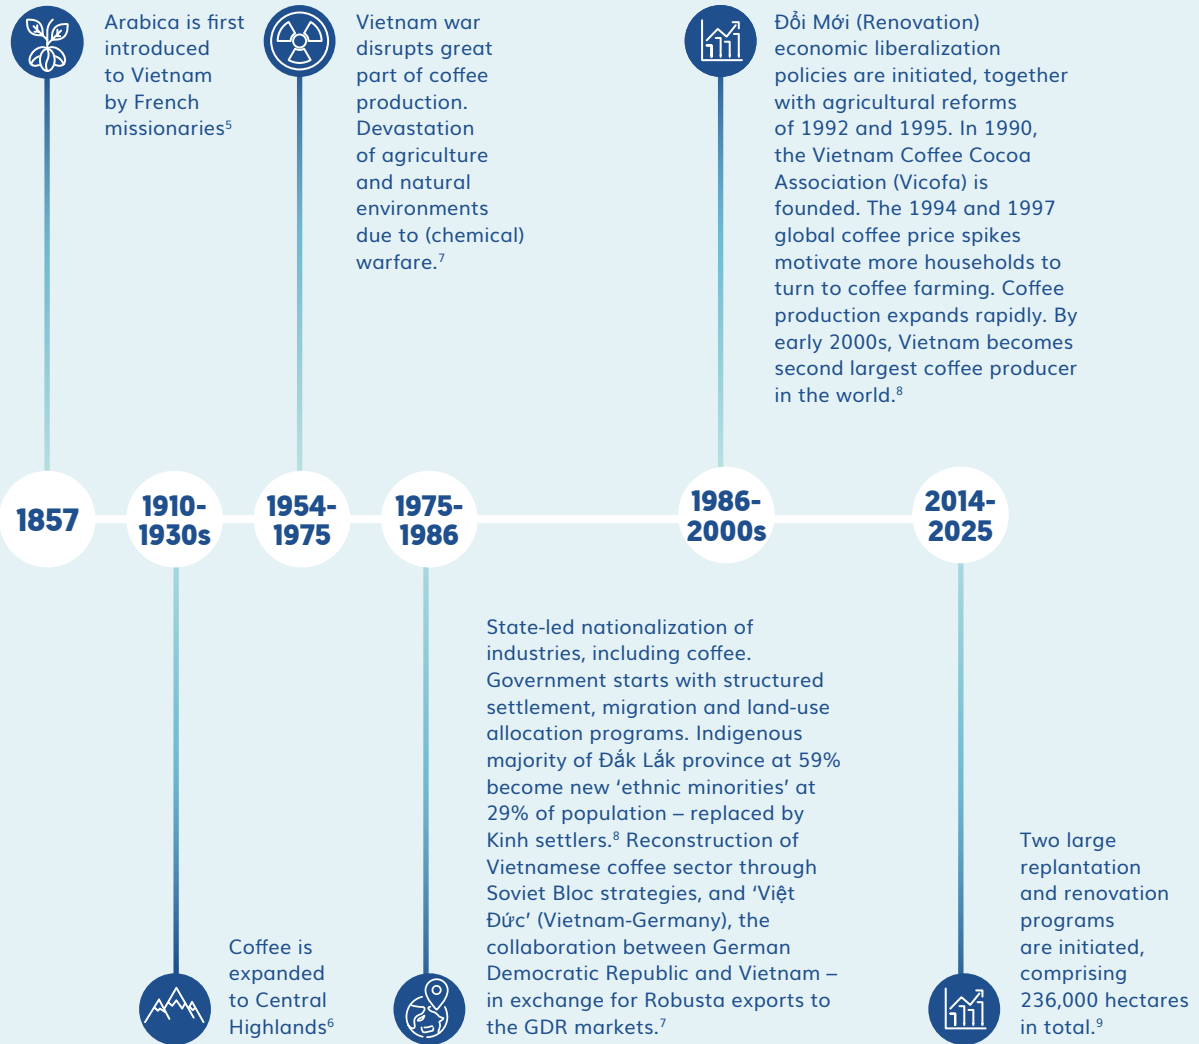 Arabica is first
introduced
to Vietnam
by French
missionaries⁵
Vietnam war
disrupts great
part of coffee
production.
Devastation
of agriculture
and natural
environments
due to (chemical)
warfare.⁷
Đổi Mới (Renovation)
economic liberalization
policies are initiated, together
with agricultural reforms
of 1992 and 1995. In 1990,
the Vietnam Coffee Cocoa
Association (Vicofa) is
founded. The 1994 and 1997
global coffee price spikes
motivate more households to
turn to coffee farming. Coffee
production expands rapidly. By
early 2000s, Vietnam becomes
second largest coffee producer
in the world.⁸
1857
1910-
1930s
1954-
1975
1975-
1986
1986-
2000s
2014-
2025
Coffee is
expanded
to Central
Highlands⁶
State-led nationalization of
industries, including coffee.
Government starts with structured
settlement, migration and land-use
allocation programs. Indigenous
majority of Đắk Lắk province at 59%
become new ‘ethnic minorities’ at
29% of population – replaced by
Kinh settlers.⁸ Reconstruction of
Vietnamese coffee sector through
Soviet Bloc strategies, and ‘Việt
Đức’ (Vietnam-Germany), the
collaboration between German
Democratic Republic and Vietnam –
in exchange for Robusta exports to
the GDR markets.⁷
Two large
replantation
and renovation
programs
are initiated,
comprising
236,000 hectares
in total.⁹